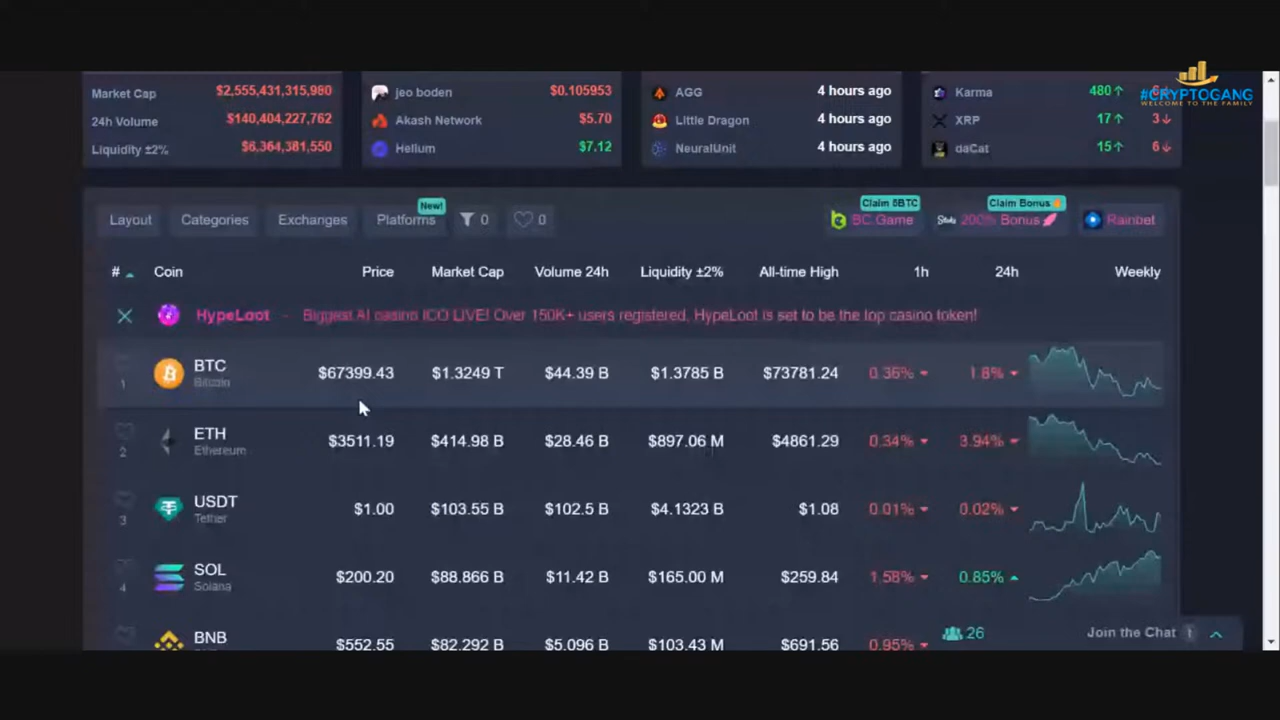 Market Cap $2,555,431,315,980
24h Volume $140,404,227,762
Liquidity ±2% $6,364,381,550
jeo boden $0.105953
Akash Network $5.70
Helium $7.12
AGG 4 hours ago
Little Dragon 4 hours ago
NeuralUnit 4 hours ago
Karma 480↑
XRP 17↑ 3↓
daCat 15↑ 6↓
#CRYPTOGANG
WELCOME TO THE FAMILY
New! Claim 5BTC Claim Bonus
Layout Categories Exchanges Platforms 0 0 BC Game Stake 200% Bonus Rainbet
# Coin Price Market Cap Volume 24h Liquidity ±2% All-time High 1h 24h Weekly
HypeLoot - Biggest AI casino ICO LIVE! Over 150K+ users registered, HypeLoot is set to be the top casino token!
1 BTC $67399.43 $1.3249 T $44.39 B $1.3785 B $73781.24 0.36% 1.8%
Bitcoin
2 ETH $3511.19 $414.98 B $28.46 B $897.06 M $4861.29 0.34% 3.94%
Ethereum
3 USDT $1.00 $103.55 B $102.5 B $4.1323 B $1.08 0.01% 0.02%
Tether
4 SOL $200.20 $88.866 B $11.42 B $165.00 M $259.84 1.58% 0.85%
Solana
BNB $552.55 $82.292 B $5.096 B $103.43 M $691.56 0.95%
26 Join the Chat